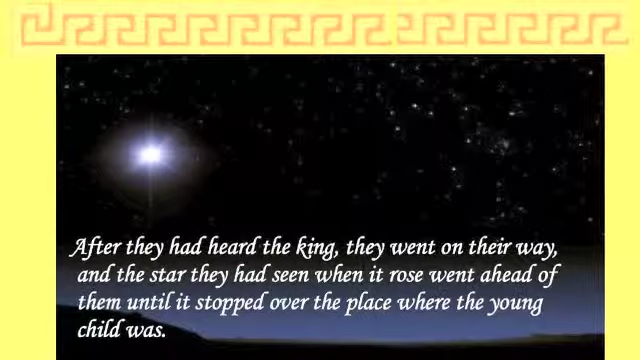 After they had heard the king, they went on their way,
and the star they had seen when it rose went ahead of
them until it stopped over the place where the young
child was.